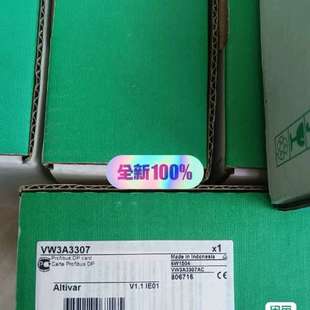 全新100%
VW3A3307
x1
Profibus DP card
Carte Profibus DP
Made in Indonesia
VW3A3307AC
806716
Altivar
V1.1 IE01